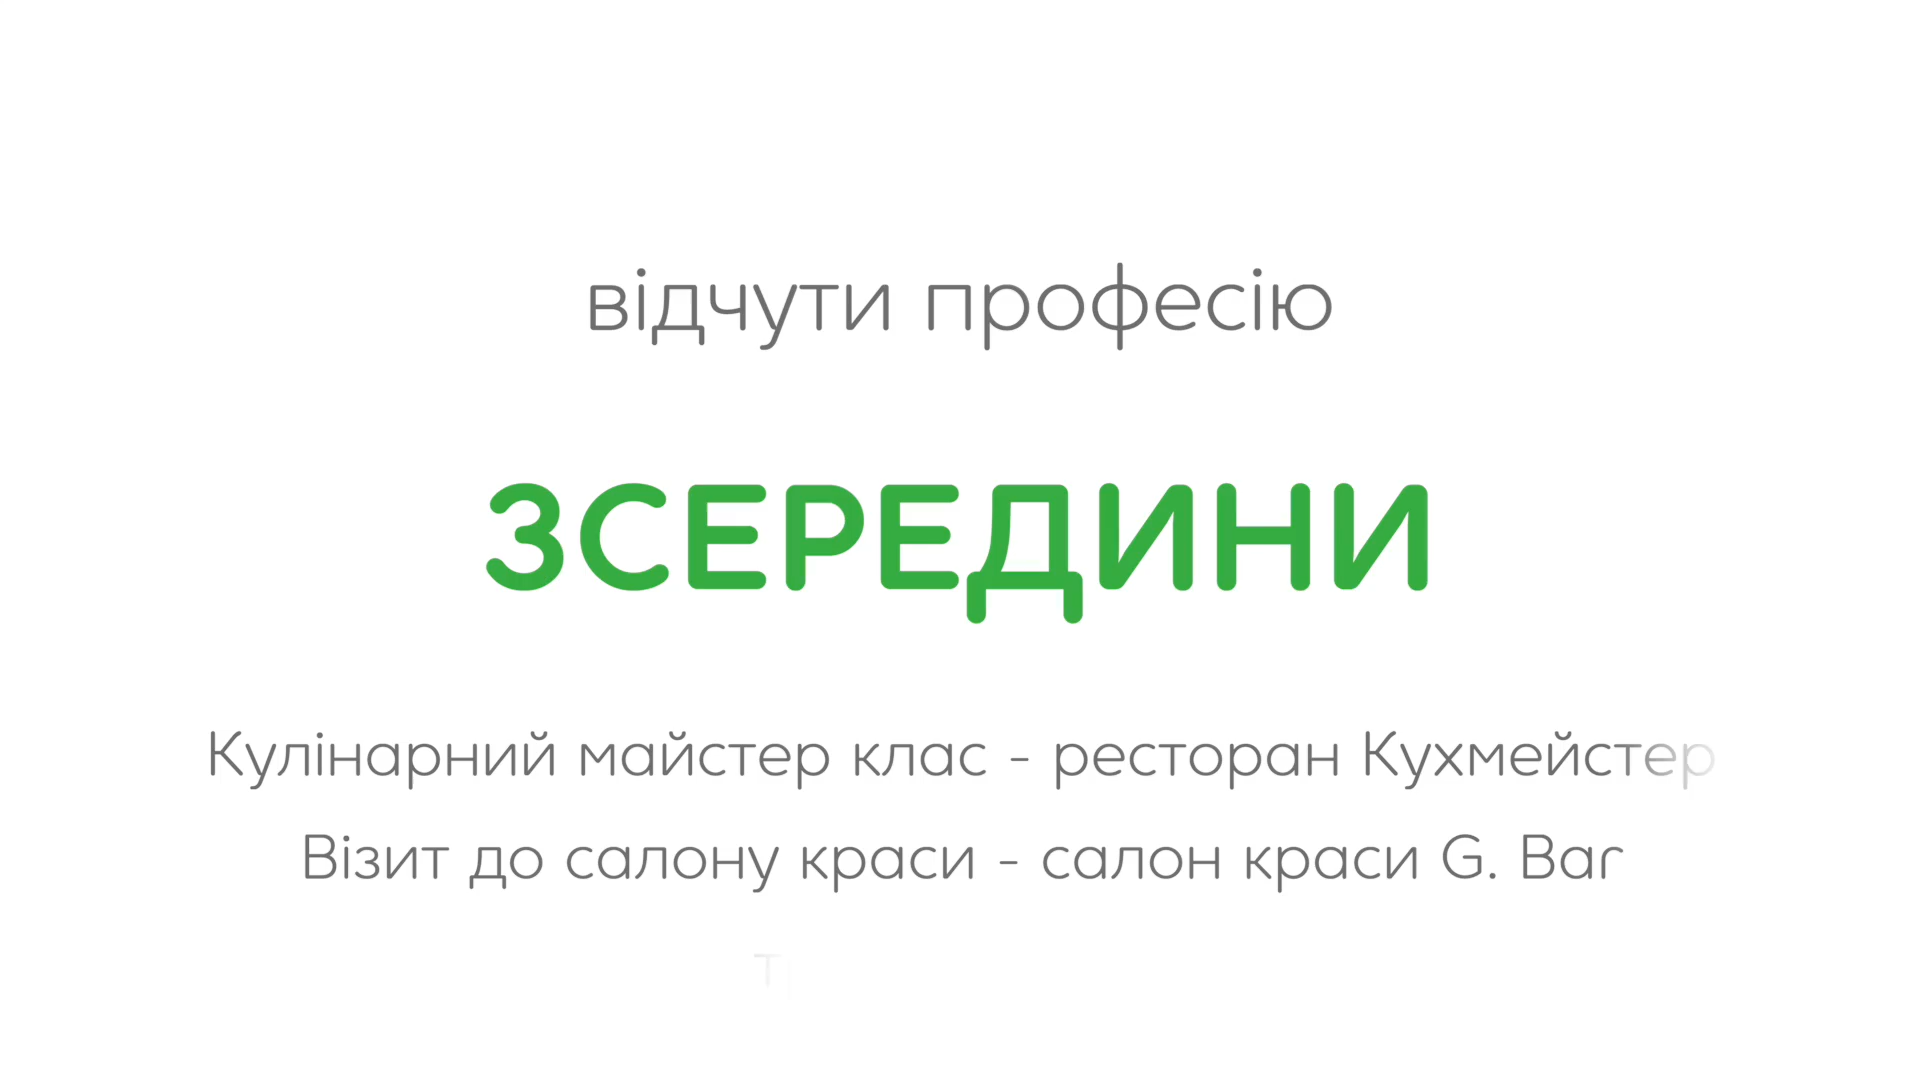 відчути професію
ЗСЕРЕДИНИ
Кулінарний майстер клас - ресторан Кухмейстер
Візит до салону краси - салон краси G. Bar